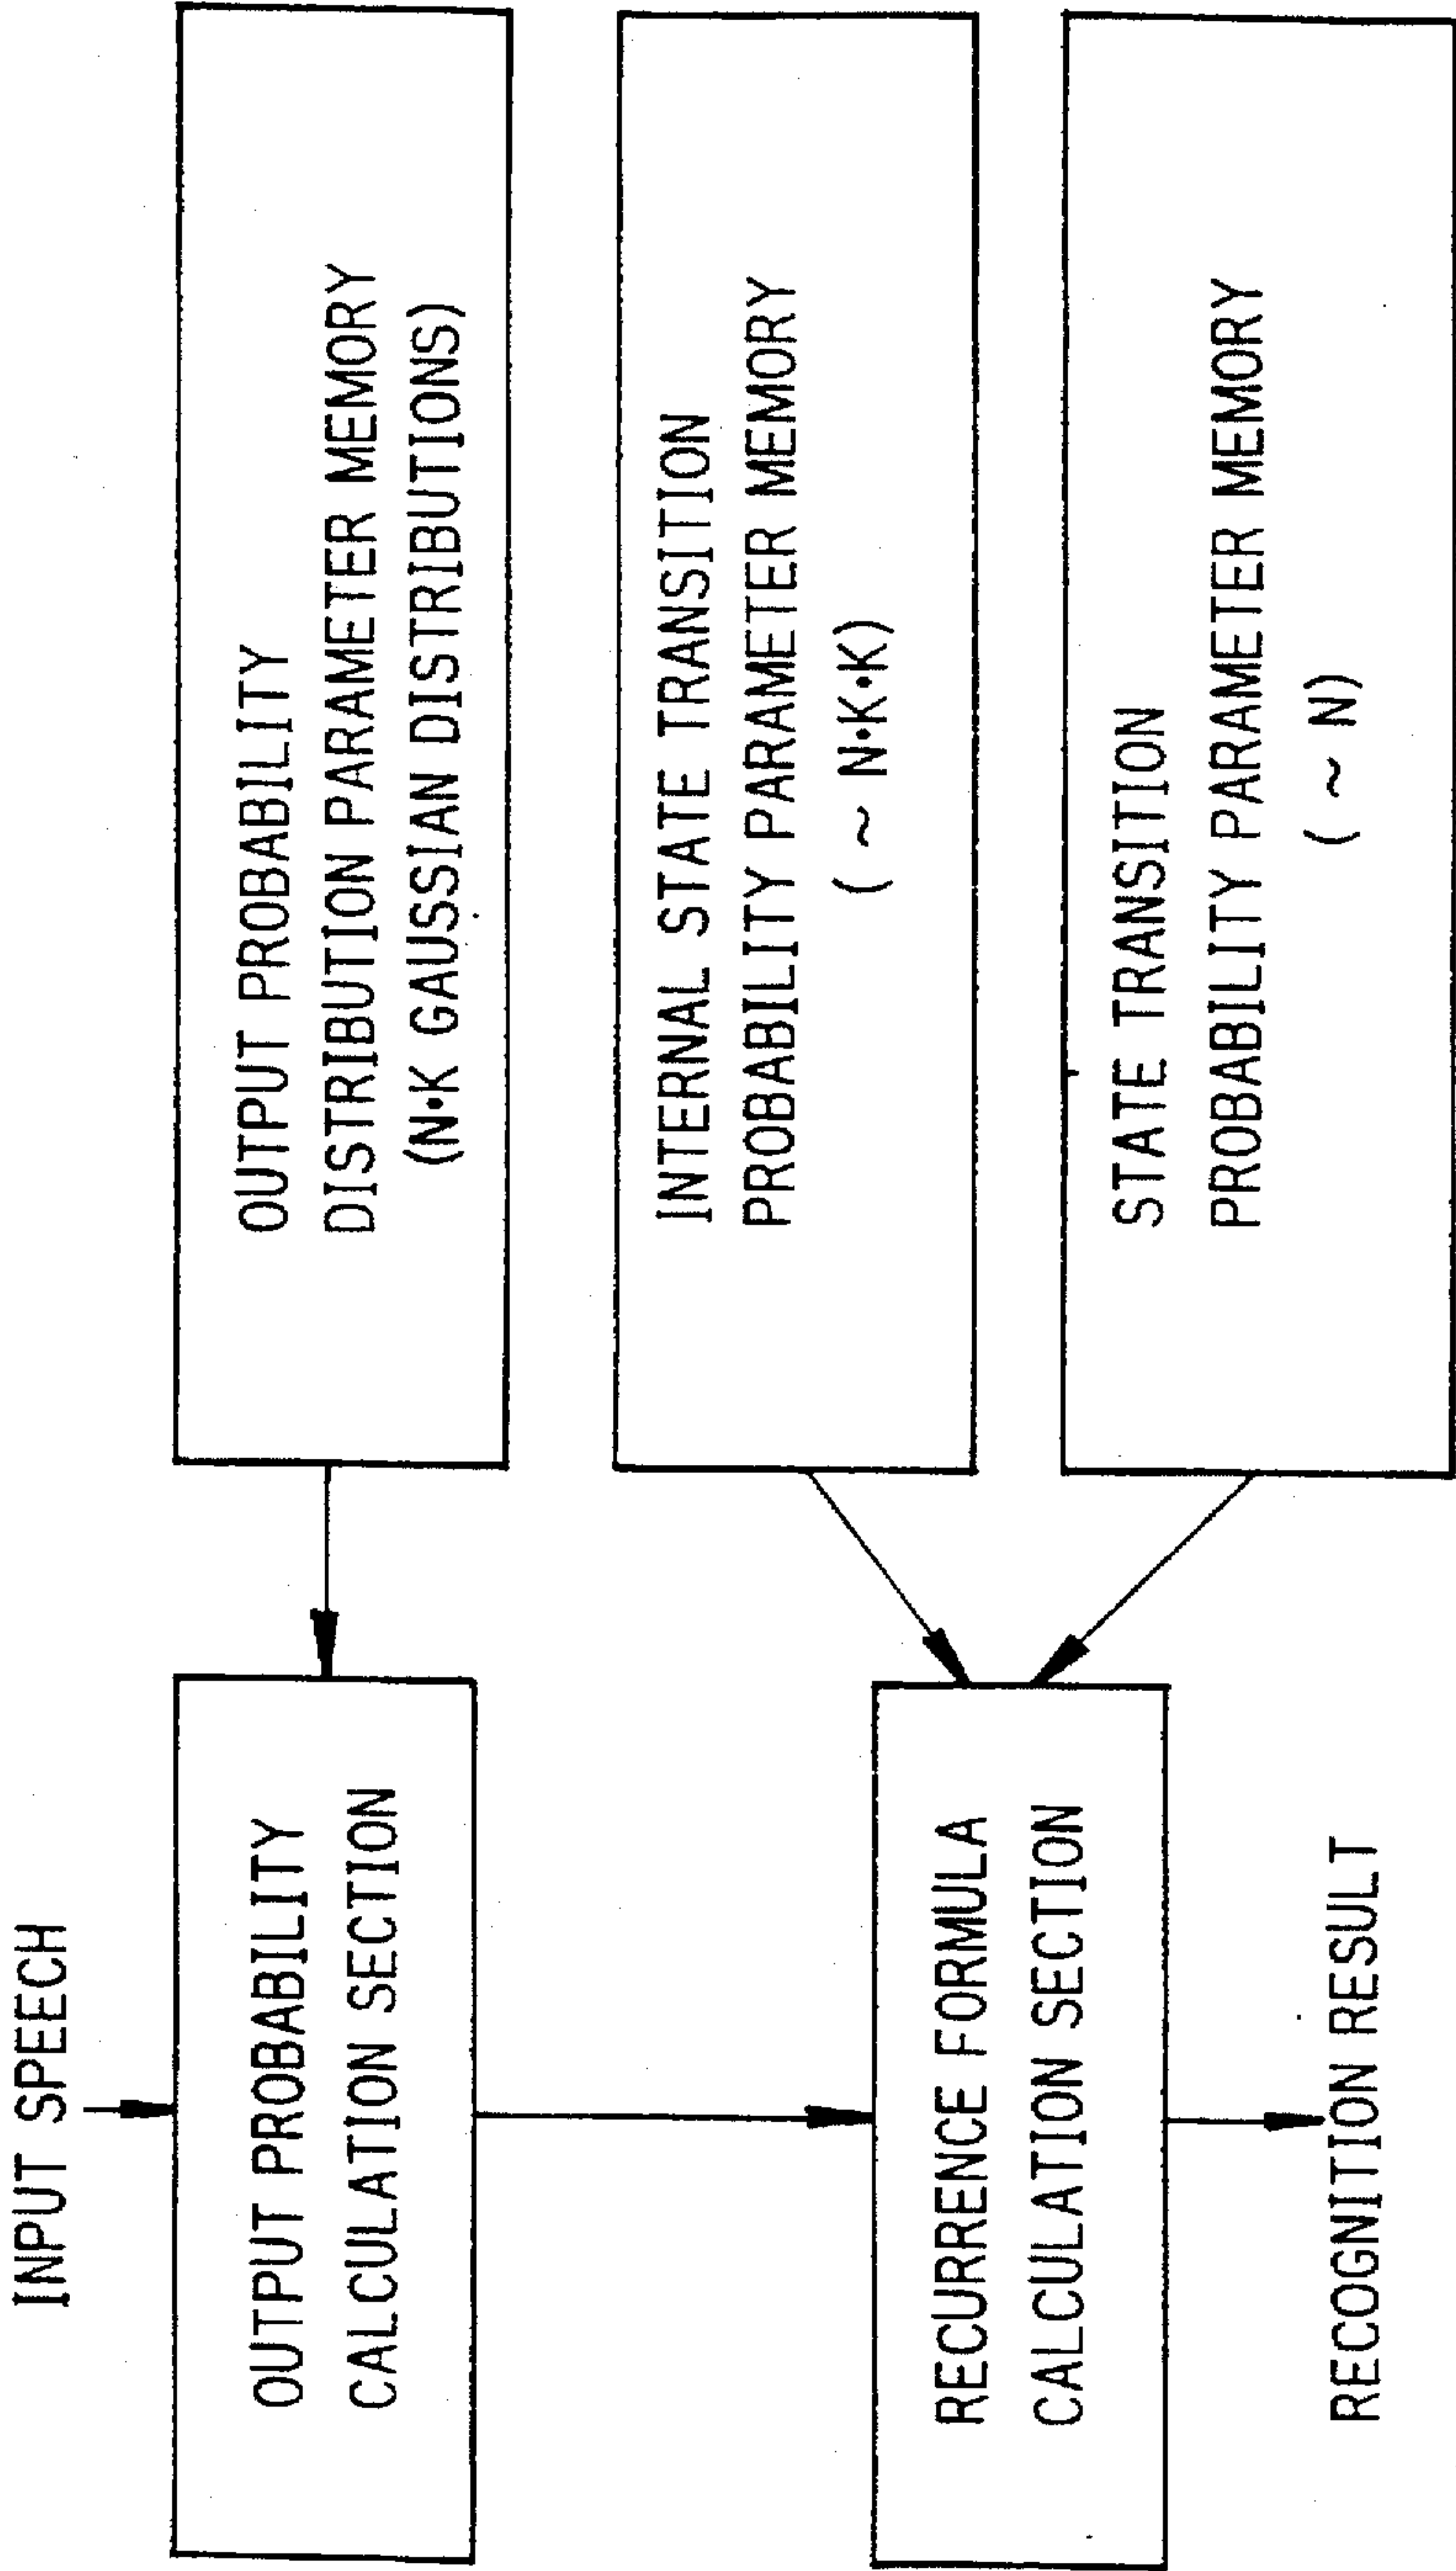 INPUT SPEECH
OUTPUT PROBABILITY
CALCULATION SECTION
OUTPUT PROBABILITY
DISTRIBUTION PARAMETER MEMORY
(N·K GAUSSIAN DISTRIBUTIONS)
INTERNAL STATE TRANSITION
PROBABILITY PARAMETER MEMORY
( ~ N·K·K)
RECURRENCE FORMULA
CALCULATION SECTION
STATE TRANSITION
PROBABILITY PARAMETER MEMORY
( ~ N)
RECOGNITION RESULT